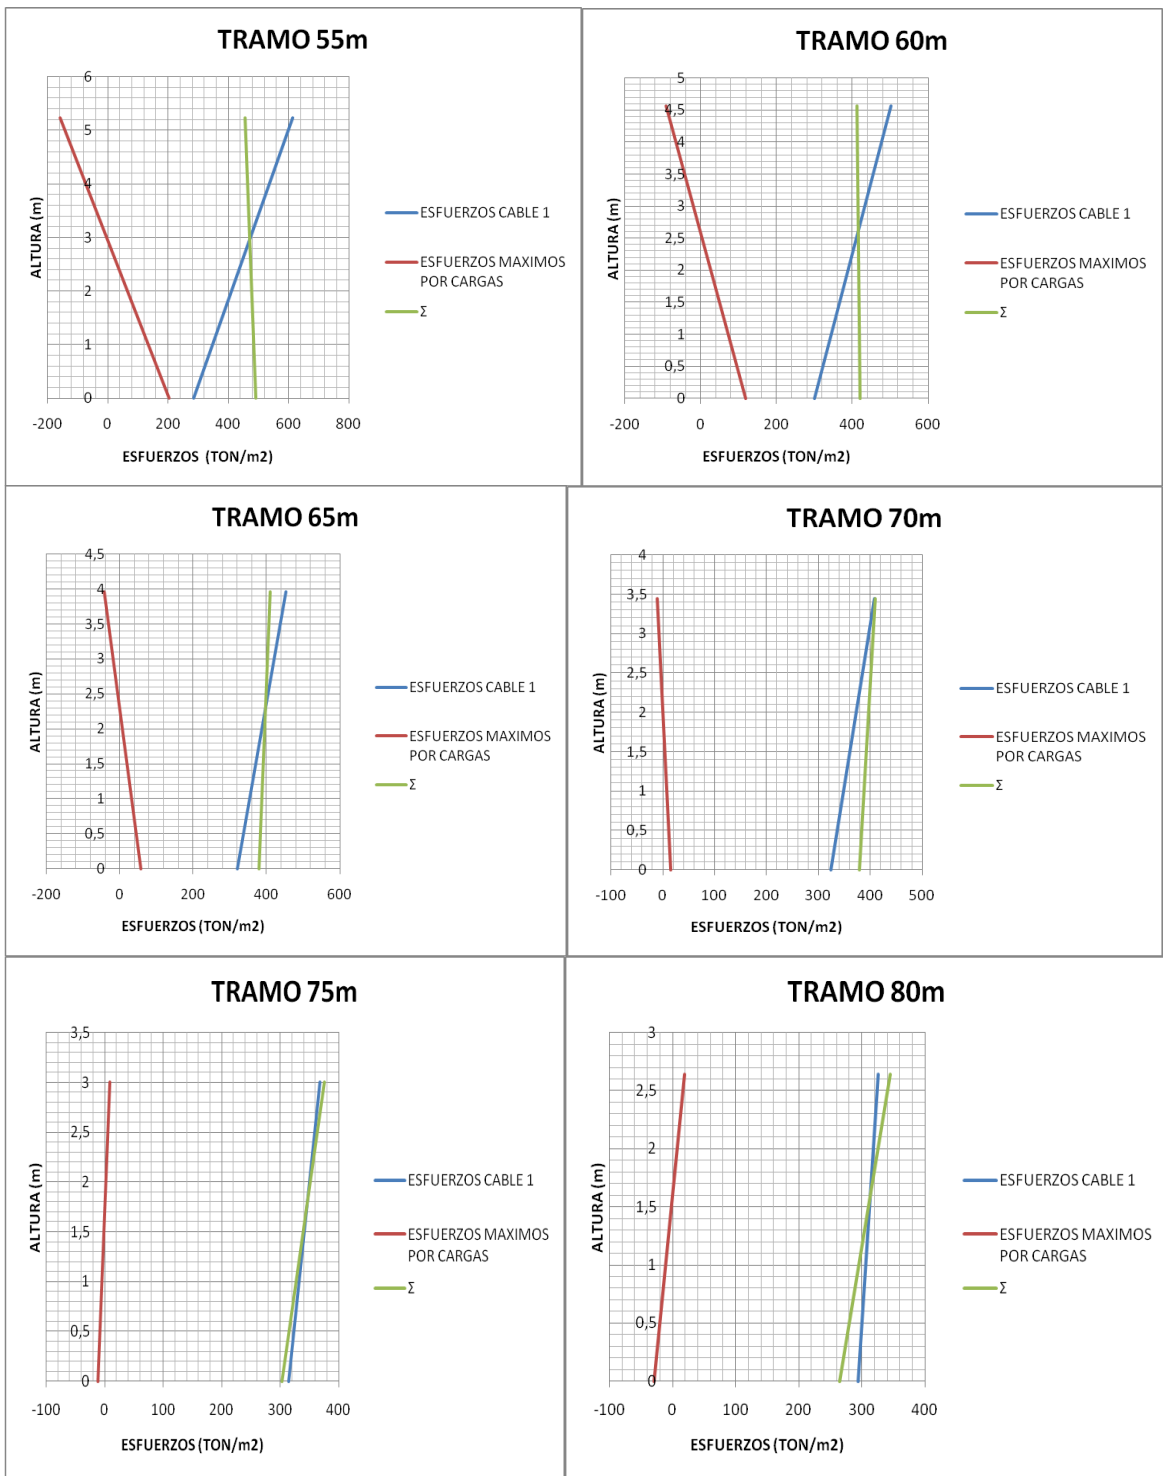 TRAMO 55m
6
5
4
3
2
1
0
-200 0 200 400 600 800
ALTURA (m)
ESFUERZOS (TON/m2)
ESFUERZOS CABLE 1
ESFUERZOS MAXIMOS
POR CARGAS
Σ
TRAMO 60m
5
4,5
4
3,5
3
2,5
2
1,5
1
0,5
0
-200 0 200 400 600
ALTURA (m)
ESFUERZOS (TON/m2)
ESFUERZOS CABLE 1
ESFUERZOS MAXIMOS
POR CARGAS
Σ
TRAMO 65m
4,5
4
3,5
3
2,5
2
1,5
1
0,5
0
-200 0 200 400 600
ALTURA (m)
ESFUERZOS (TON/m2)
ESFUERZOS CABLE 1
ESFUERZOS MAXIMOS
POR CARGAS
Σ
TRAMO 70m
4
3,5
3
2,5
2
1,5
1
0,5
0
-100 0 100 200 300 400 500
ALTURA (m)
ESFUERZOS (TON/m2)
ESFUERZOS CABLE 1
ESFUERZOS MAXIMOS
POR CARGAS
Σ
TRAMO 75m
3,5
3
2,5
2
1,5
1
0,5
0
-100 0 100 200 300 400
ALTURA (m)
ESFUERZOS (TON/m2)
ESFUERZOS CABLE 1
ESFUERZOS MAXIMOS
POR CARGAS
Σ
TRAMO 80m
3
2,5
2
1,5
1
0,5
0
-100 0 100 200 300 400
ALTURA (m)
ESFUERZOS (TON/m2)
ESFUERZOS CABLE 1
ESFUERZOS MAXIMOS
POR CARGAS
Σ